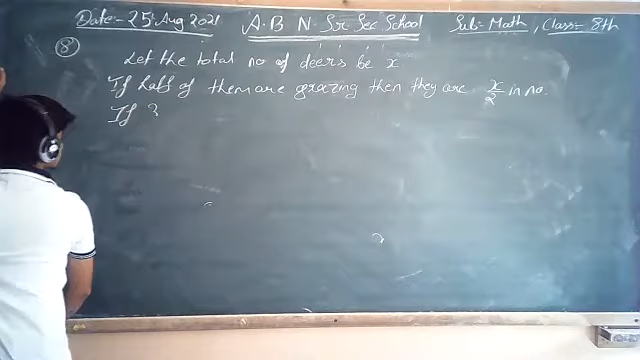 Date:- 25 Aug 2021 A. B. N. Sr. Sec School Sub:- Math, Class:- 8th
8
Let the total no of deers be x
If half of them are grazing then they are x/2 in no.
If 3